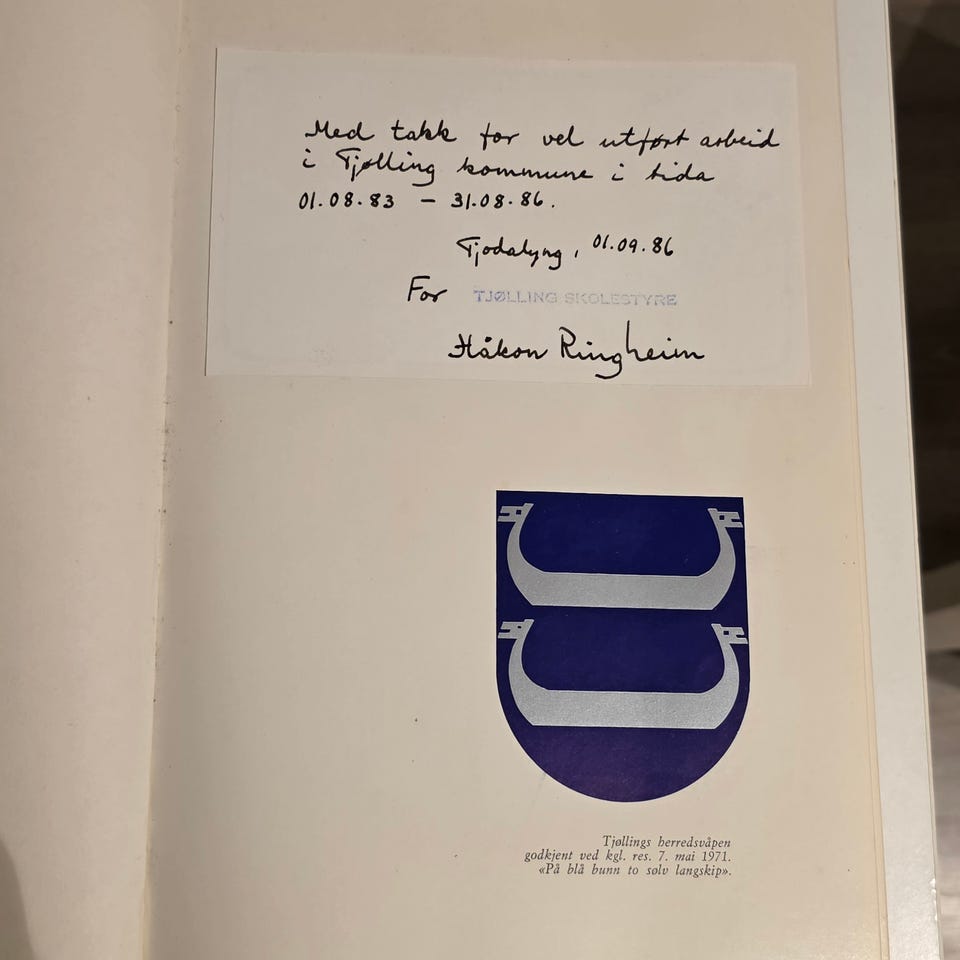 Med takk for vel utført arbeid
i Tjølling kommune i tida
01.08.83 – 31.08.86.
Tjodalyng, 01.09.86
For TJØLLING SKOLESTYRE
Håkon Ringheim
Tjøllings herredsvåpen
godkjent ved kgl. res. 7. mai 1971.
«På blå bunn to sølv langskip».